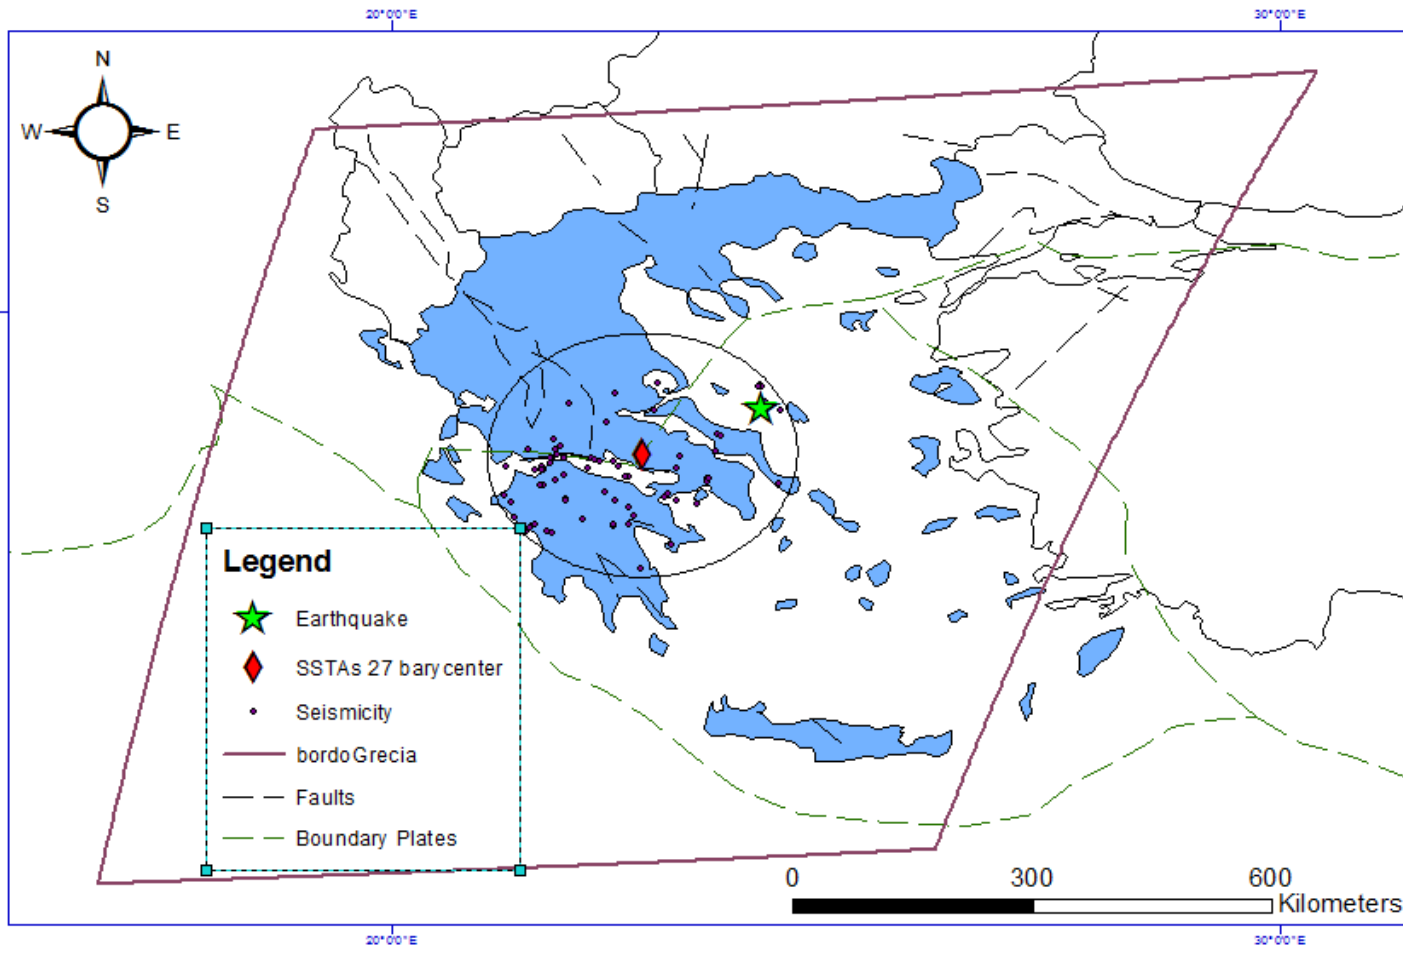 20°0'0"E
30°0'0"E
N
W
E
S
Legend
Earthquake
SSTAs 27 barycenter
Seismicity
bordoGrecia
Faults
Boundary Plates
0
300
600
Kilometers
20°0'0"E
30°0'0"E